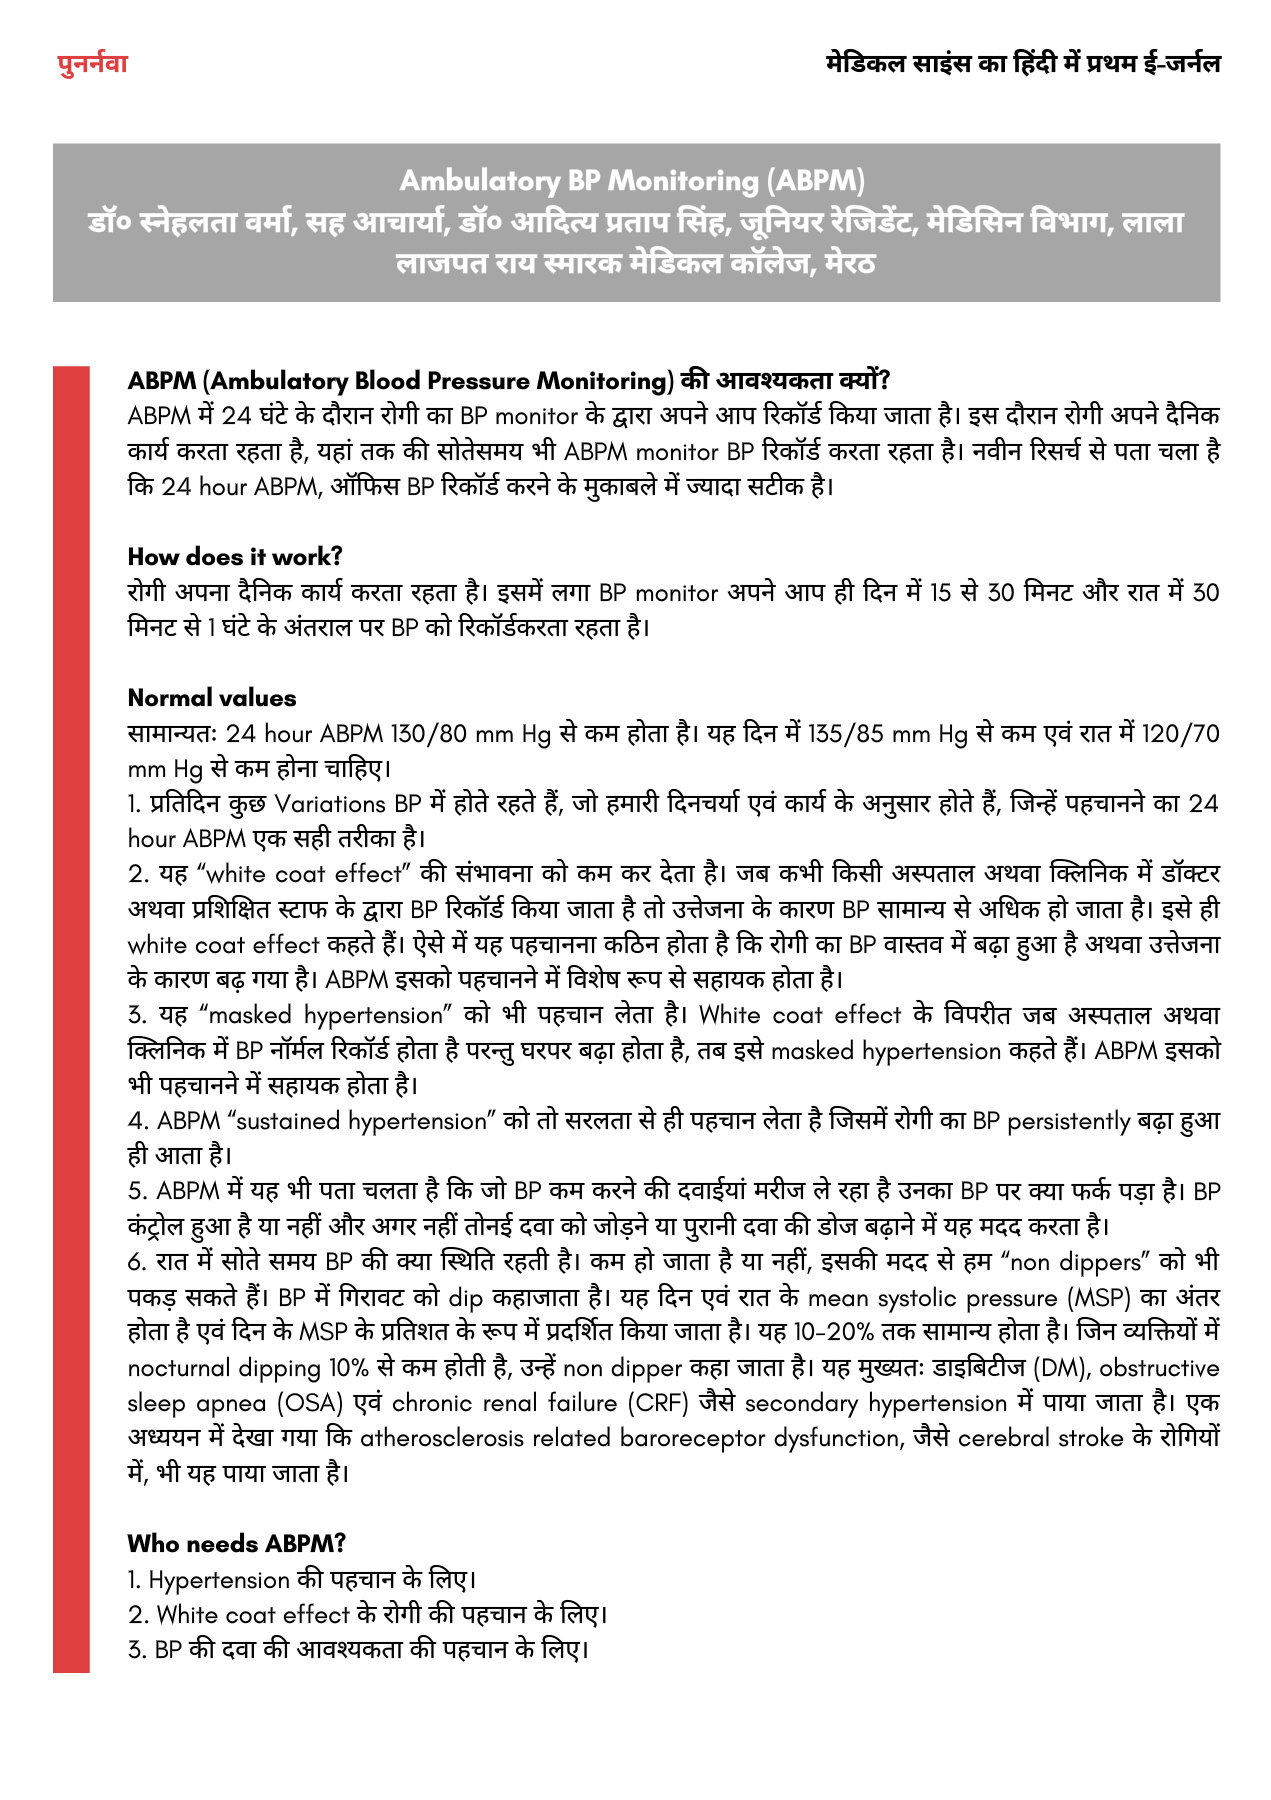 पुनर्नवा
मेडिकल साइंस का हिंदी में प्रथम ई-जर्नल
Ambulatory BP Monitoring (ABPM)
डॉ० स्नेहलता वर्मा, सह आचार्या, डॉ० आदित्य प्रताप सिंह, जूनियर रेजिडेंट, मेडिसिन विभाग, लाला
लाजपत राय स्मारक मेडिकल कॉलेज, मेरठ
ABPM (Ambulatory Blood Pressure Monitoring) की आवश्यकता क्यों?
ABPM में 24 घंटे के दौरान रोगी का BP monitor के द्वारा अपने आप रिकॉर्ड किया जाता है। इस दौरान रोगी अपने दैनिक
कार्य करता रहता है, यहां तक की सोतेसमय भी ABPM monitor BP रिकॉर्ड करता रहता है। नवीन रिसर्च से पता चला है
कि 24 hour ABPM, ऑफिस BP रिकॉर्ड करने के मुकाबले में ज्यादा सटीक है।
How does it work?
रोगी अपना दैनिक कार्य करता रहता है। इसमें लगा BP monitor अपने आप ही दिन में 15 से 30 मिनट और रात में 30
मिनट से 1 घंटे के अंतराल पर BP को रिकॉर्डकरता रहता है।
Normal values
सामान्यतः 24 hour ABPM 130/80 mm Hg से कम होता है। यह दिन में 135/85 mm Hg से कम एवं रात में 120/70
mm Hg से कम होना चाहिए।
1. प्रतिदिन कुछ Variations BP में होते रहते हैं, जो हमारी दिनचर्या एवं कार्य के अनुसार होते हैं, जिन्हें पहचानने का 24
hour ABPM एक सही तरीका है।
2. यह “white coat effect” की संभावना को कम कर देता है। जब कभी किसी अस्पताल अथवा क्लिनिक में डॉक्टर
अथवा प्रशिक्षित स्टाफ के द्वारा BP रिकॉर्ड किया जाता है तो उत्तेजना के कारण BP सामान्य से अधिक हो जाता है। इसे ही
white coat effect कहते हैं। ऐसे में यह पहचानना कठिन होता है कि रोगी का BP वास्तव में बढ़ा हुआ है अथवा उत्तेजना
के कारण बढ़ गया है। ABPM इसको पहचानने में विशेष रूप से सहायक होता है।
3. यह “masked hypertension” को भी पहचान लेता है। White coat effect के विपरीत जब अस्पताल अथवा
क्लिनिक में BP नॉर्मल रिकॉर्ड होता है परन्तु घरपर बढ़ा होता है, तब इसे masked hypertension कहते हैं। ABPM इसको
भी पहचानने में सहायक होता है।
4. ABPM “sustained hypertension” को तो सरलता से ही पहचान लेता है जिसमें रोगी का BP persistently बढ़ा हुआ
ही आता है।
5. ABPM में यह भी पता चलता है कि जो BP कम करने की दवाईयां मरीज ले रहा है उनका BP पर क्या फर्क पड़ा है। BP
कंट्रोल हुआ है या नहीं और अगर नहीं तोनई दवा को जोड़ने या पुरानी दवा की डोज बढ़ाने में यह मदद करता है।
6. रात में सोते समय BP की क्या स्थिति रहती है। कम हो जाता है या नहीं, इसकी मदद से हम “non dippers” को भी
पकड़ सकते हैं। BP में गिरावट को dip कहाजाता है। यह दिन एवं रात के mean systolic pressure (MSP) का अंतर
होता है एवं दिन के MSP के प्रतिशत के रूप में प्रदर्शित किया जाता है। यह 10-20% तक सामान्य होता है। जिन व्यक्तियों में
nocturnal dipping 10% से कम होती है, उन्हें non dipper कहा जाता है। यह मुख्यतः डाइबिटीज (DM), obstructive
sleep apnea (OSA) एवं chronic renal failure (CRF) जैसे secondary hypertension में पाया जाता है। एक
अध्ययन में देखा गया कि atherosclerosis related baroreceptor dysfunction, जैसे cerebral stroke के रोगियों
में, भी यह पाया जाता है।
Who needs ABPM?
1. Hypertension की पहचान के लिए।
2. White coat effect के रोगी की पहचान के लिए।
3. BP की दवा की आवश्यकता की पहचान के लिए।